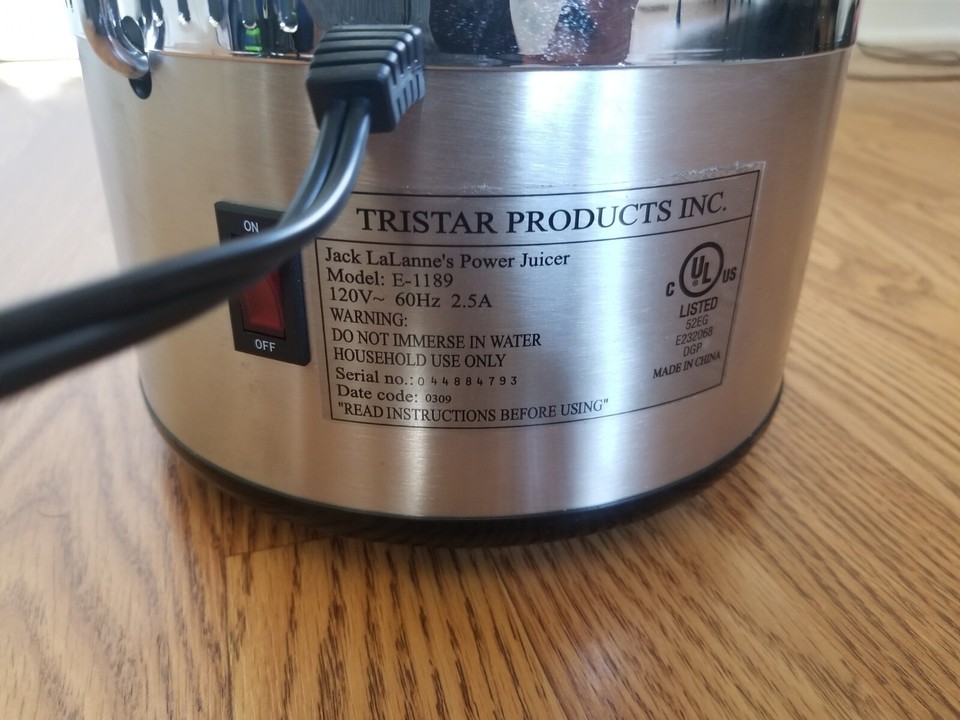 ON
OFF
TRISTAR PRODUCTS INC.
Jack LaLanne's Power Juicer
Model: E-1189
120V~ 60Hz 2.5A
WARNING:
DO NOT IMMERSE IN WATER
HOUSEHOLD USE ONLY
Serial no.: 044884793
Date code: 0309
"READ INSTRUCTIONS BEFORE USING"
C UL US
®
LISTED
52EG
E232068
DGP
MADE IN CHINA